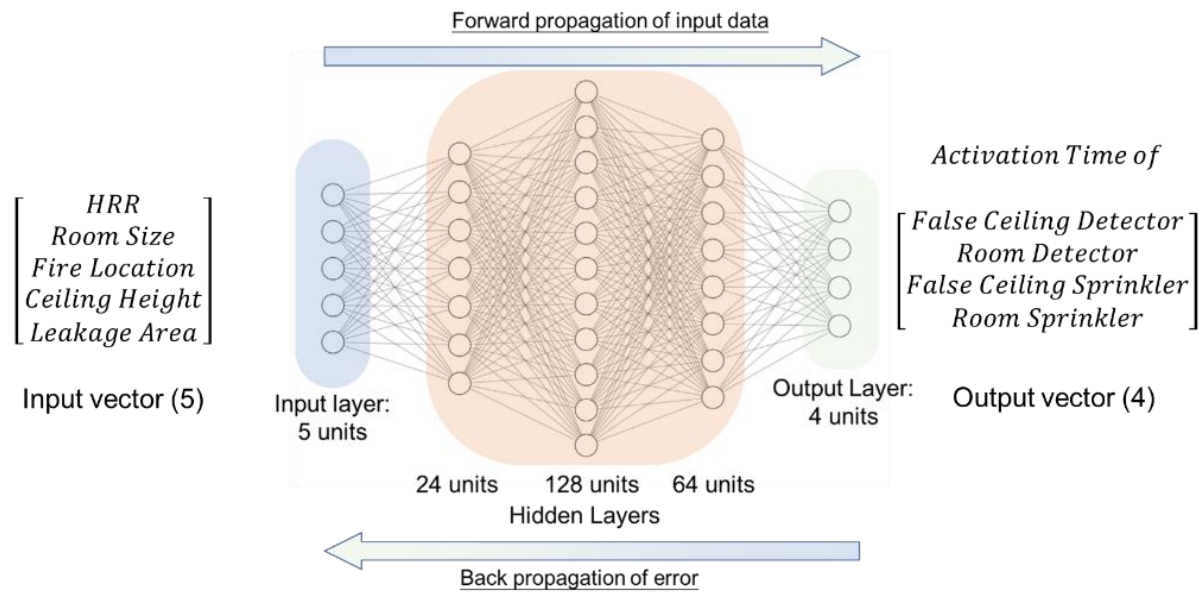 Forward propagation of input data
HRR
Room Size
Fire Location
Ceiling Height
Leakage Area
Input vector (5)
Input layer:
5 units
24 units
128 units
64 units
Hidden Layers
Output Layer:
4 units
Activation Time of
False Ceiling Detector
Room Detector
False Ceiling Sprinkler
Room Sprinkler
Output vector (4)
Back propagation of error